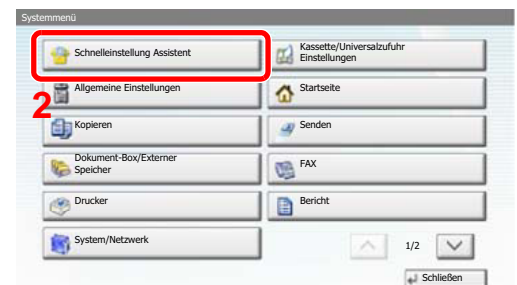 Systemmenü
Schnelleinstellung Assistent
Kassette/Universalzufuhr
Einstellungen
2
Allgemeine Einstellungen
Startseite
Kopieren
Senden
Dokument-Box/Externer
Speicher
FAX
Drucker
Bericht
System/Netzwerk
1/2
Schließen